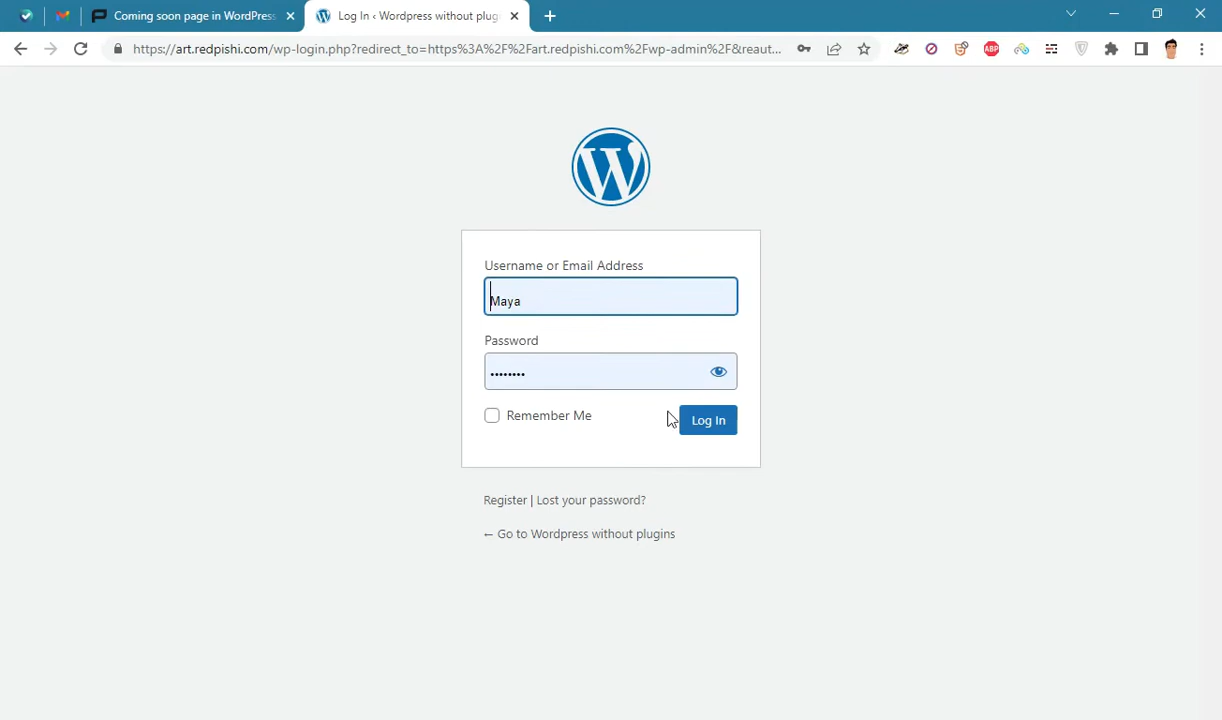 Coming soon page in WordPress
Log In ‹ Wordpress without plug
https://art.redpishi.com/wp-login.php?redirect_to=https%3A%2F%2Fart.redpishi.com%2Fwp-admin%2F&reaut...
ABP
Username or Email Address
Maya
Password
••••••••
Remember Me
Log In
Register | Lost your password?
← Go to Wordpress without plugins